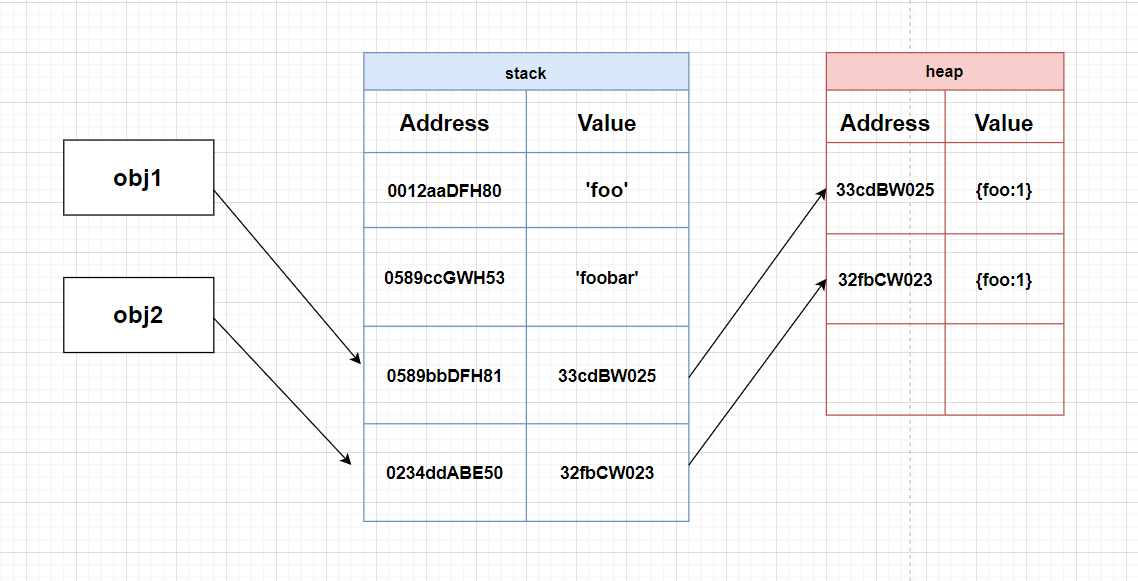 stack
heap
Address Value
Address Value
obj1
0012aaDFH80 'foo'
33cdBW025 {foo:1}
obj2
0589ccGWH53 'foobar'
32fbCW023 {foo:1}
0589bbDFH81 33cdBW025
0234ddABE50 32fbCW023